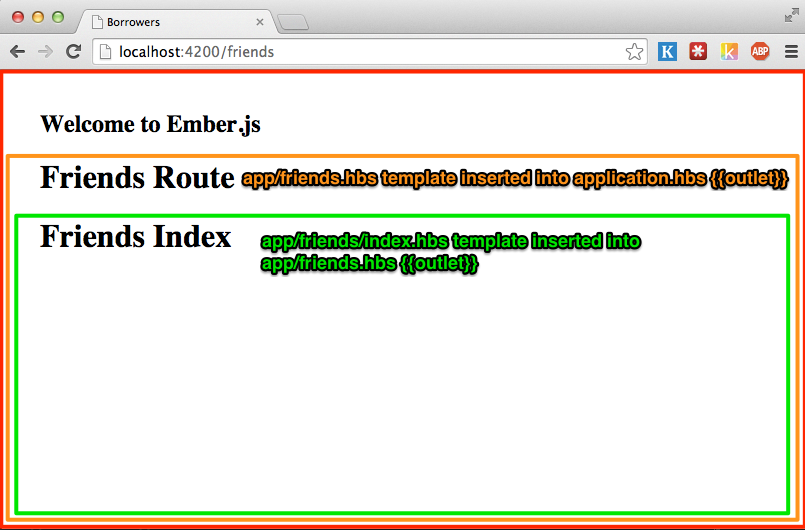 Borrowers
localhost:4200/friends
K
k
ABP
Welcome to Ember.js
Friends Route app/friends.hbs template inserted into application.hbs {{outlet}}
Friends Index app/friends/index.hbs template inserted into
app/friends.hbs {{outlet}}